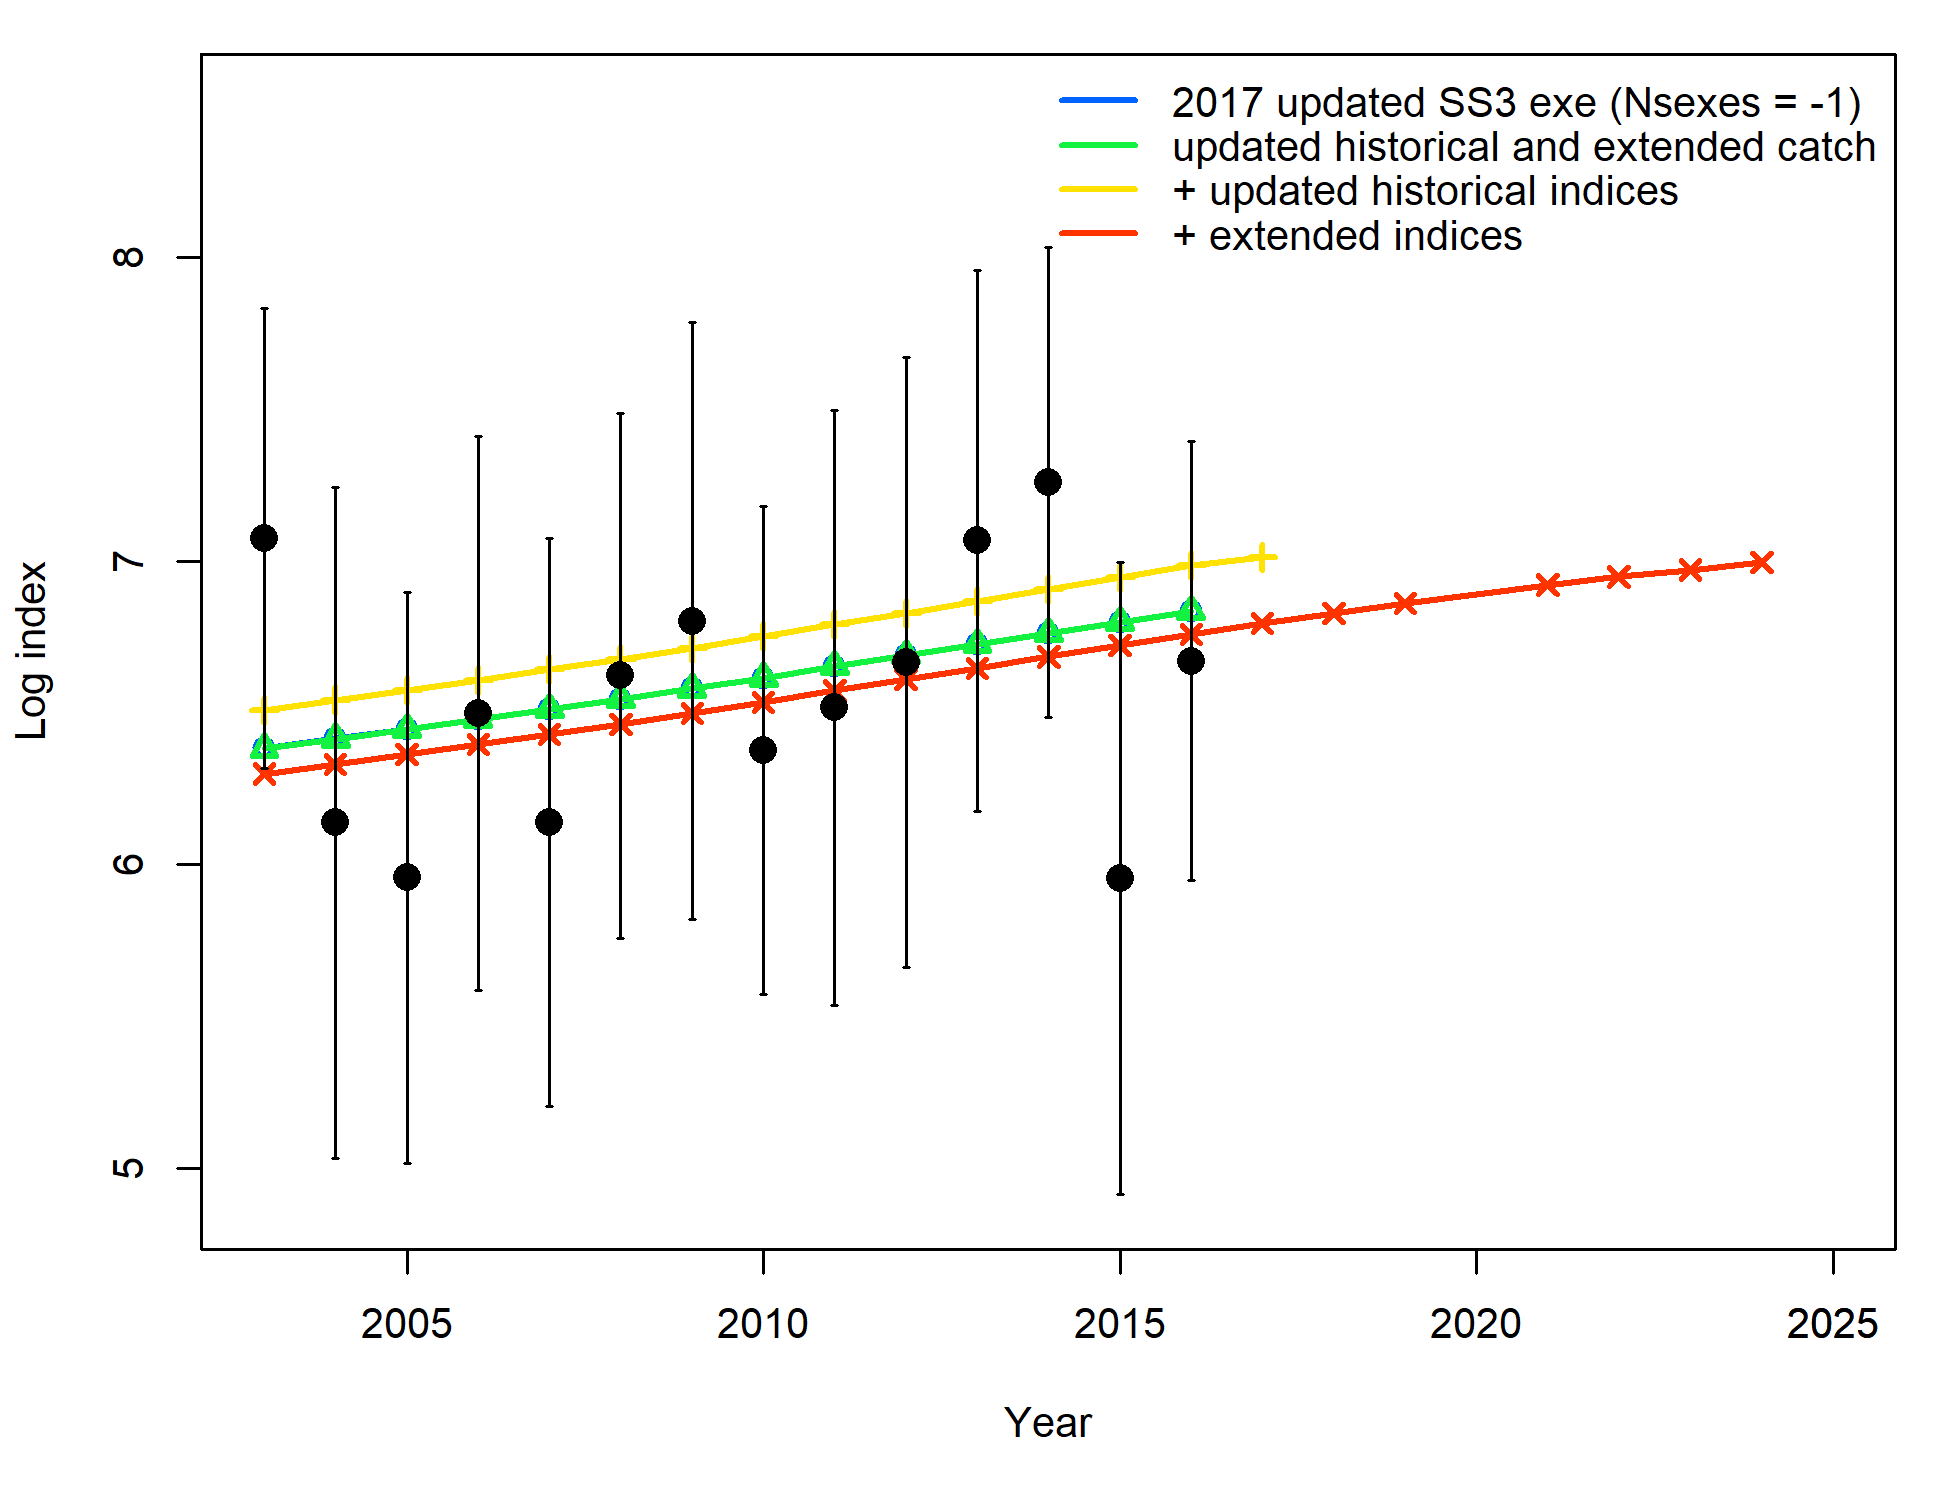 2017 updated SS3 exe (Nsexes = -1)
updated historical and extended catch
+ updated historical indices
+ extended indices
8
7
6
5
Log index
2005
2010
2015
2020
2025
Year